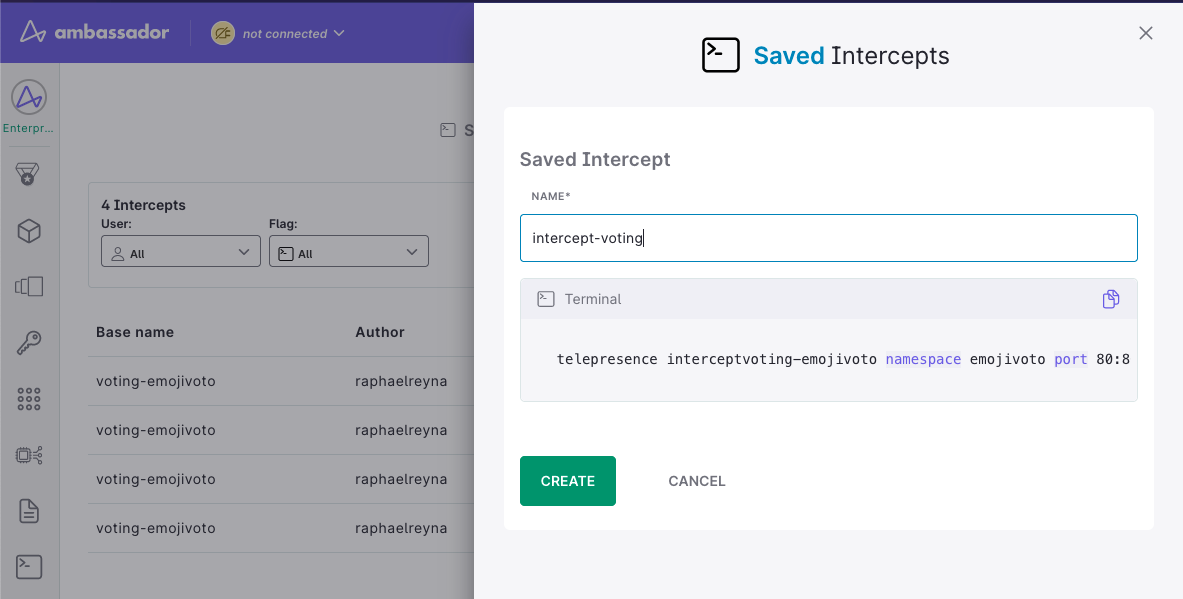 ambassador
not connected
Enterpr...
S
4 Intercepts
User:
Flag:
All
All
Base name
Author
voting-emojivoto
raphaelreyna
voting-emojivoto
raphaelreyna
voting-emojivoto
raphaelreyna
voting-emojivoto
raphaelreyna
Saved Intercepts
Saved Intercept
NAME*
intercept-voting
Terminal
telepresence interceptvoting-emojivoto namespace emojivoto port 80:8
CREATE
CANCEL